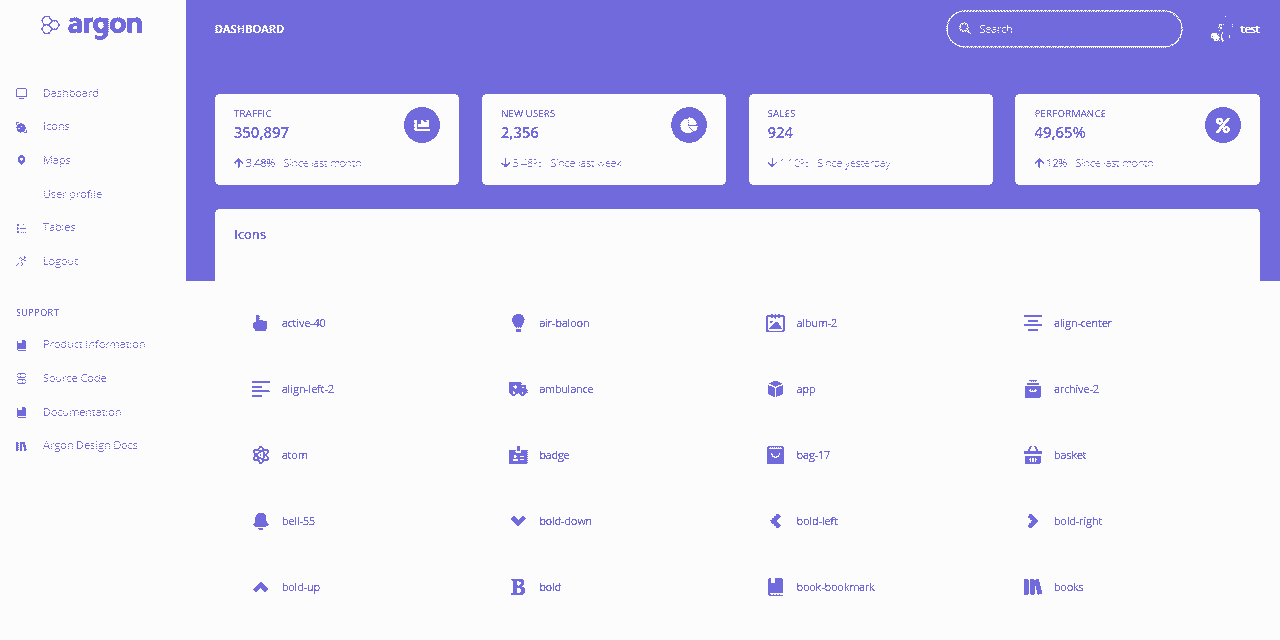 argon
DASHBOARD
Search
test
Dashboard
Icons
Maps
User profile
Tables
Logout
SUPPORT
Product Information
Source Code
Documentation
Argon Design Docs
TRAFFIC
350,897
3.48% Since last month
NEW USERS
2,356
3.48% Since last week
SALES
924
1.10% Since yesterday
PERFORMANCE
49,65%
12% Since last month
Icons
active-40
air-baloon
album-2
align-center
align-left-2
ambulance
app
archive-2
atom
badge
bag-17
basket
bell-55
bold-down
bold-left
bold-right
bold-up
bold
book-bookmark
books